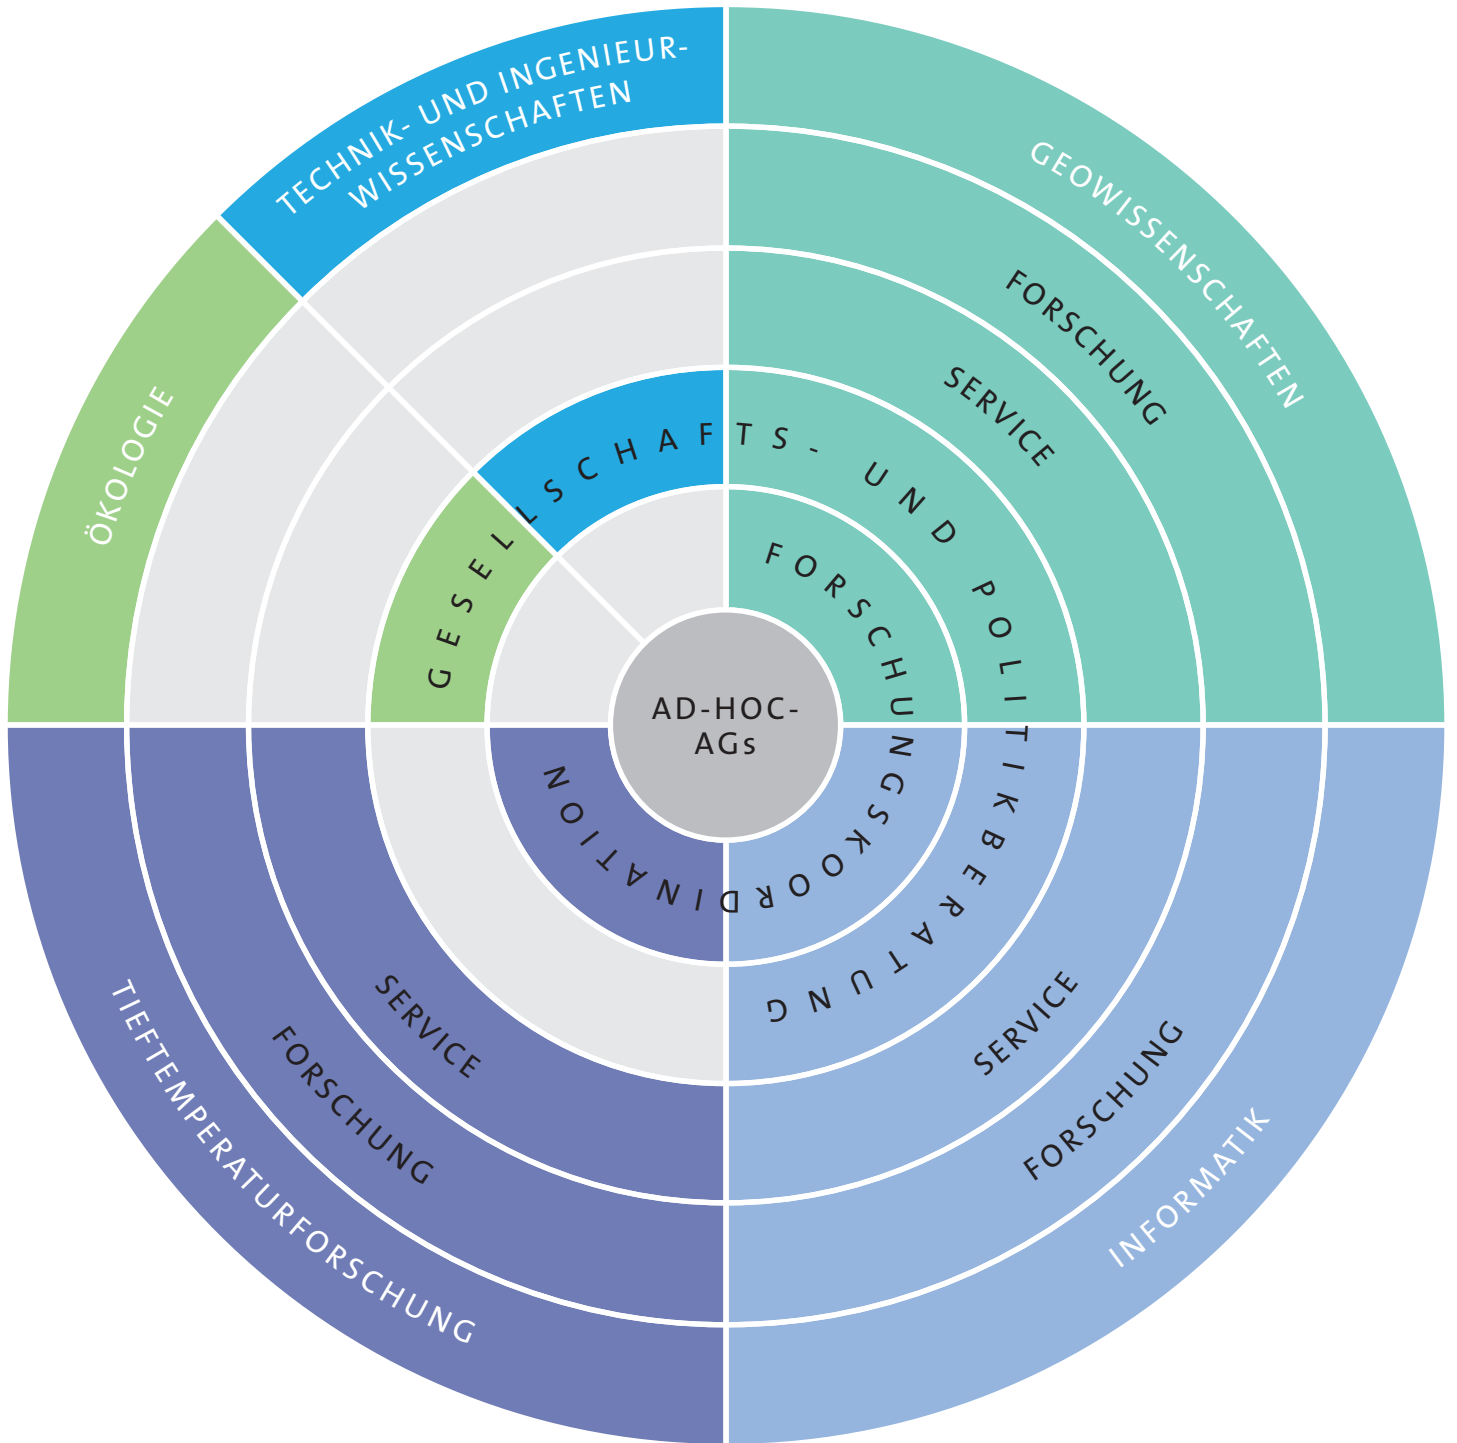 TECHNIK- UND INGENIEUR-
WISSENSCHAFTEN
GEOWISSENSCHAFTEN
FORSCHUNG
SERVICE
ÖKOLOGIE
GESELLSCHAFTS- UND POLITIKBERATUNG
FORSCHUNGSKOORDINATION
AD-HOC-
AGs
SERVICE
FORSCHUNG
TIEFTEMPERATURFORSCHUNG
SERVICE
FORSCHUNG
INFORMATIK